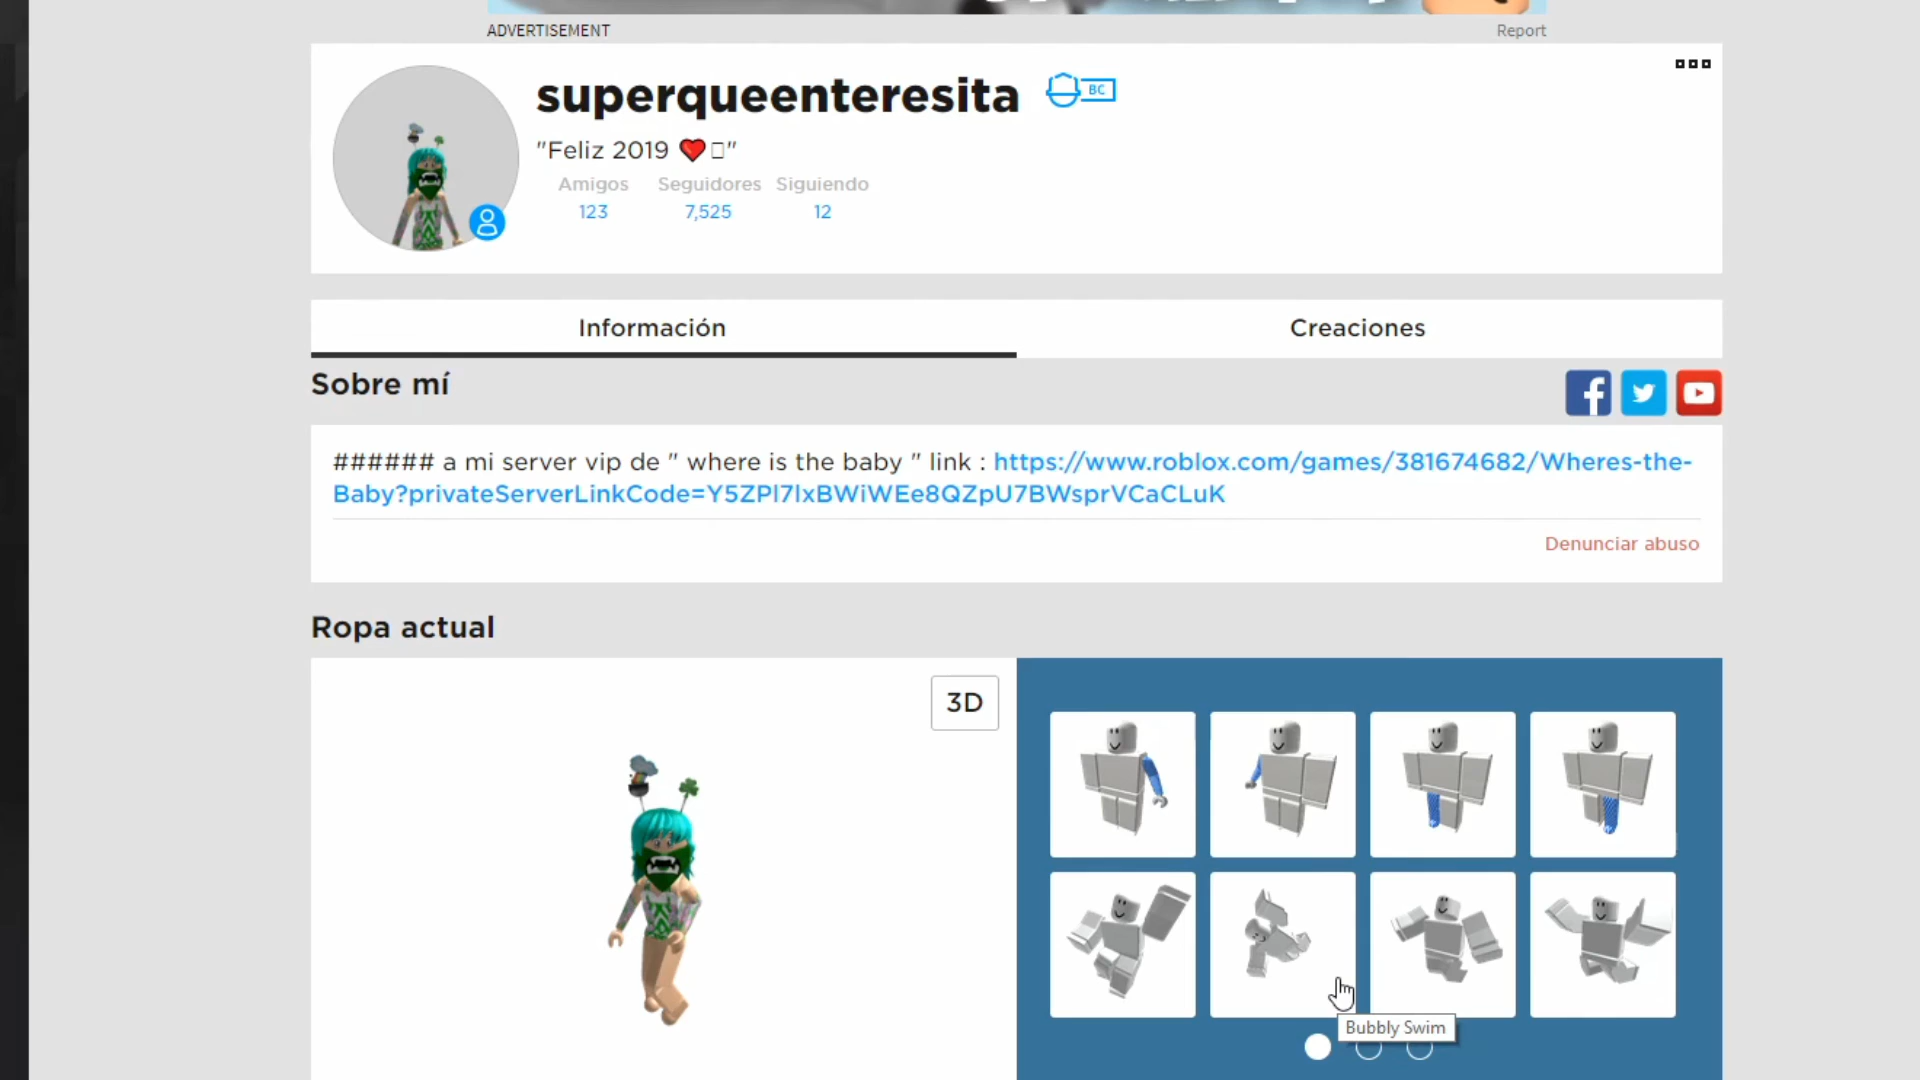 ADVERTISEMENT
Report
superqueenteresita
BC
"Feliz 2019 ❤️□"
Amigos Seguidores Siguiendo
123 7,525 12
Información
Creaciones
Sobre mí
###### a mi server vip de " where is the baby " link : https://www.roblox.com/games/381674682/Wheres-the-
Baby?privateServerLinkCode=Y5ZPl7lxBWiWEe8QZpU7BWsprVCaCLuK
Denunciar abuso
Ropa actual
3D
Bubbly Swim